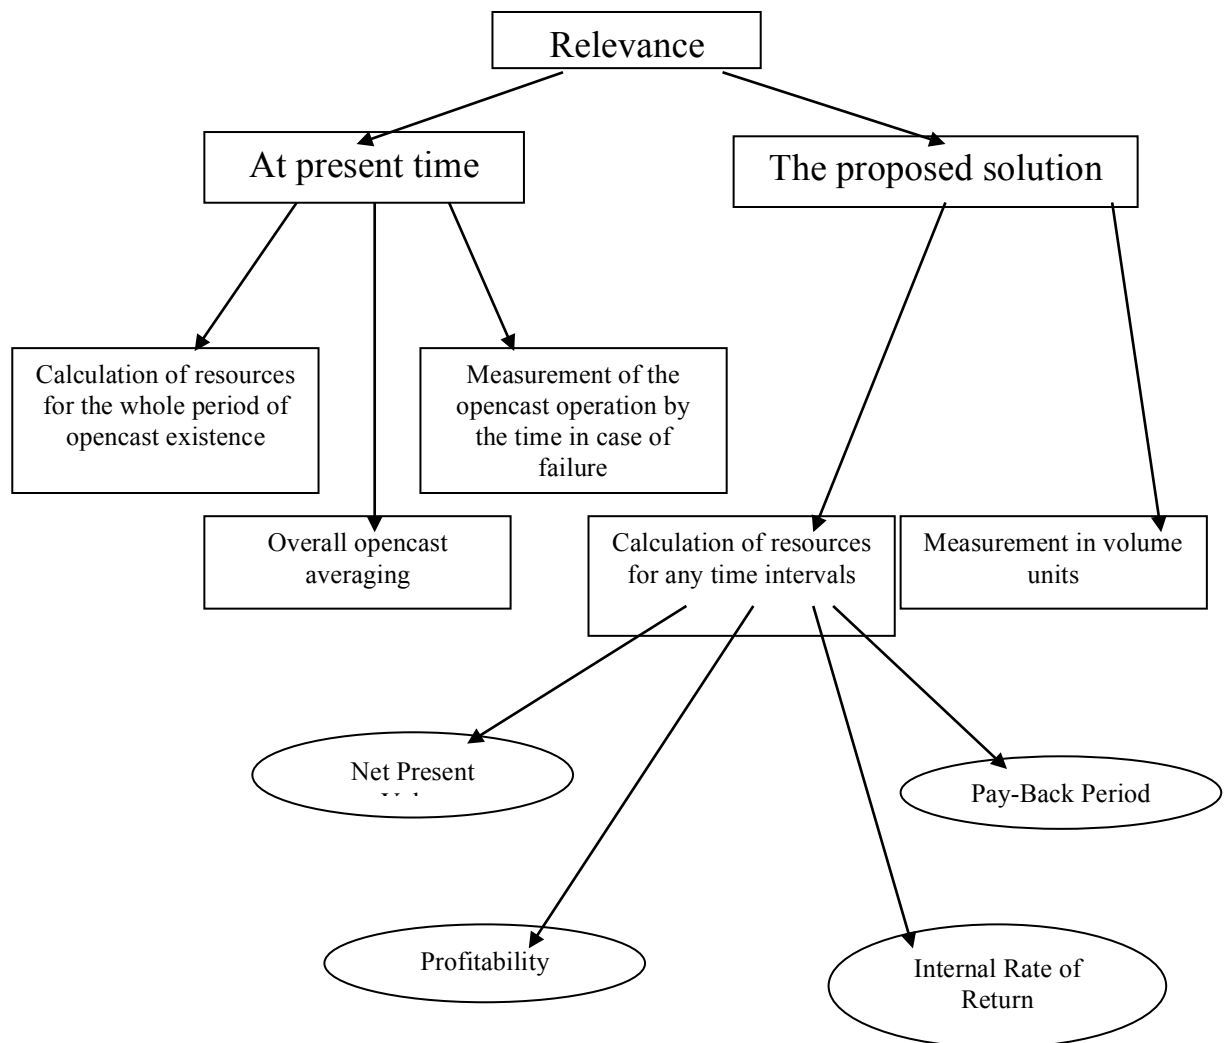 Relevance
At present time
The proposed solution
Calculation of resources
for the whole period of
opencast existence
Measurement of the
opencast operation by
the time in case of
failure
Overall opencast
averaging
Calculation of resources
for any time intervals
Measurement in volume
units
Net Present
Pay-Back Period
Profitability
Internal Rate of
Return